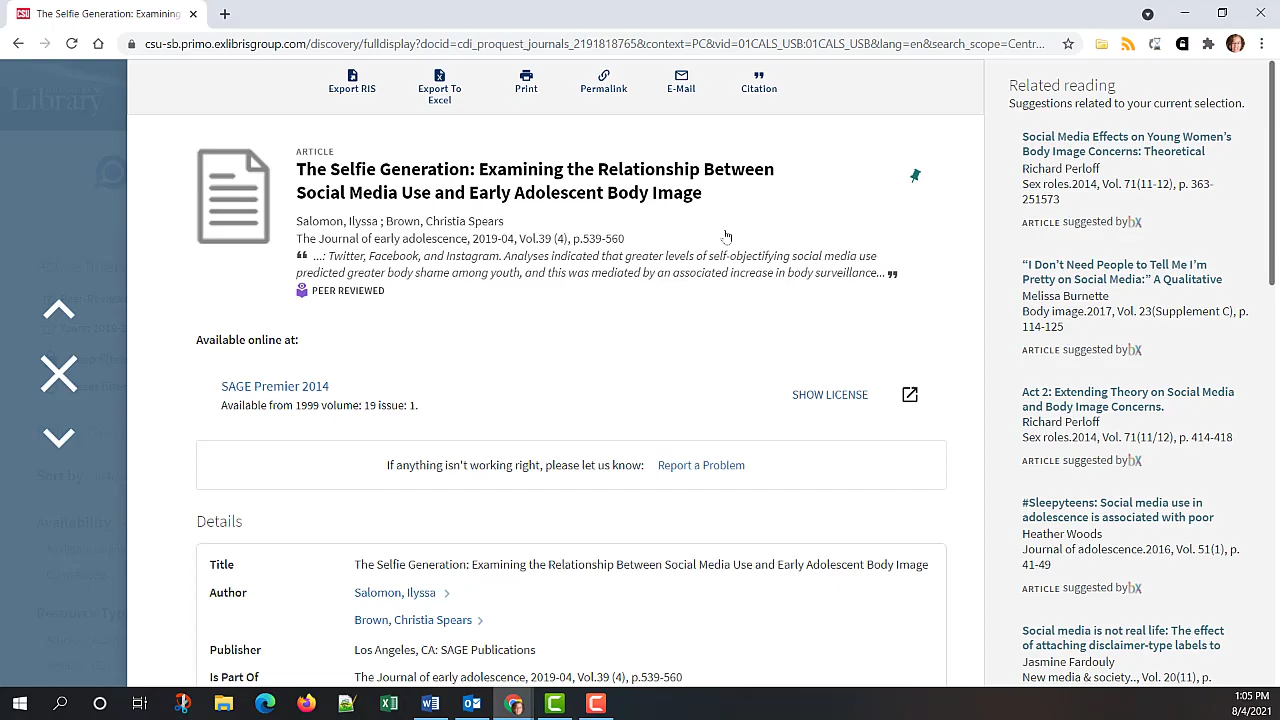 The Selfie Generation: Examining
csu-sb.primo.exlibrisgroup.com/discovery/fulldisplay?docid=cdi_proquest_journals_2191818765&context=PC&vid=01CALS_USB:01CALS_USB&lang=en&search_scope=Centr...
Library
Export RIS
Export To
Excel
Print
Permalink
E-Mail
Citation
ARTICLE
The Selfie Generation: Examining the Relationship Between
Social Media Use and Early Adolescent Body Image
Salomon, Ilyssa ; Brown, Christia Spears
The Journal of early adolescence, 2019-04, Vol.39 (4), p.539-560
“ ...: Twitter, Facebook, and Instagram. Analyses indicated that greater levels of self-objectifying social media use
predicted greater body shame among youth, and this was mediated by an associated increase in body surveillance... ”
PEER REVIEWED
Available online at:
SAGE Premier 2014
Available from 1999 volume: 19 issue: 1.
SHOW LICENSE
If anything isn't working right, please let us know: Report a Problem
Details
Title The Selfie Generation: Examining the Relationship Between Social Media Use and Early Adolescent Body Image
Author Salomon, Ilyssa
Brown, Christia Spears
Publisher Los Angeles, CA: SAGE Publications
Is Part Of The Journal of early adolescence, 2019-04, Vol.39 (4), p.539-560
Sort by
Availability
Resource Typ
Related reading
Suggestions related to your current selection.
Social Media Effects on Young Women’s
Body Image Concerns: Theoretical
Richard Perloff
Sex roles.2014, Vol. 71(11-12), p. 363-
251573
ARTICLE suggested by bX
“I Don’t Need People to Tell Me I’m
Pretty on Social Media:” A Qualitative
Melissa Burnette
Body image.2017, Vol. 23(Supplement C), p.
114-125
ARTICLE suggested by bX
Act 2: Extending Theory on Social Media
and Body Image Concerns.
Richard Perloff
Sex roles.2014, Vol. 71(11/12), p. 414-418
ARTICLE suggested by bX
#Sleepyteens: Social media use in
adolescence is associated with poor
Heather Woods
Journal of adolescence.2016, Vol. 51(1), p.
41-49
ARTICLE suggested by bX
Social media is not real life: The effect
of attaching disclaimer-type labels to
Jasmine Fardouly
New media & society.., Vol. 20(11), p.
1:05 PM
8/4/2021